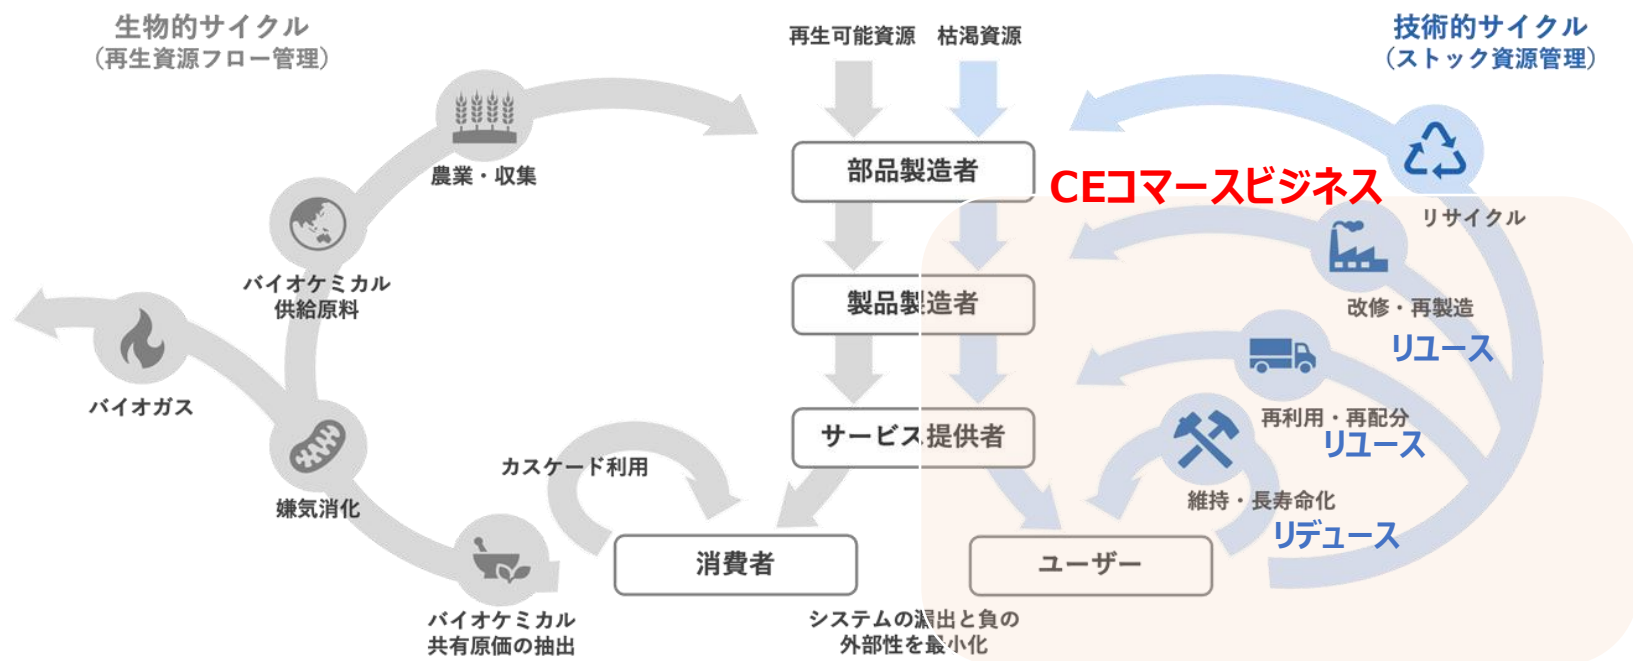 生物的サイクル
（再生資源フロー管理）
再生可能資源
枯渇資源
技術的サイクル
（ストック資源管理）
農業・収集
部品製造者
CEコマースビジネス
リサイクル
バイオケミカル
供給原料
製品製造者
改修・再製造
リユース
バイオガス
サービス提供者
再利用・再配分
リユース
カスケード利用
維持・長寿命化
リデュース
嫌気消化
消費者
ユーザー
バイオケミカル
共有原価の抽出
システムの漏出と負の
外部性を最小化